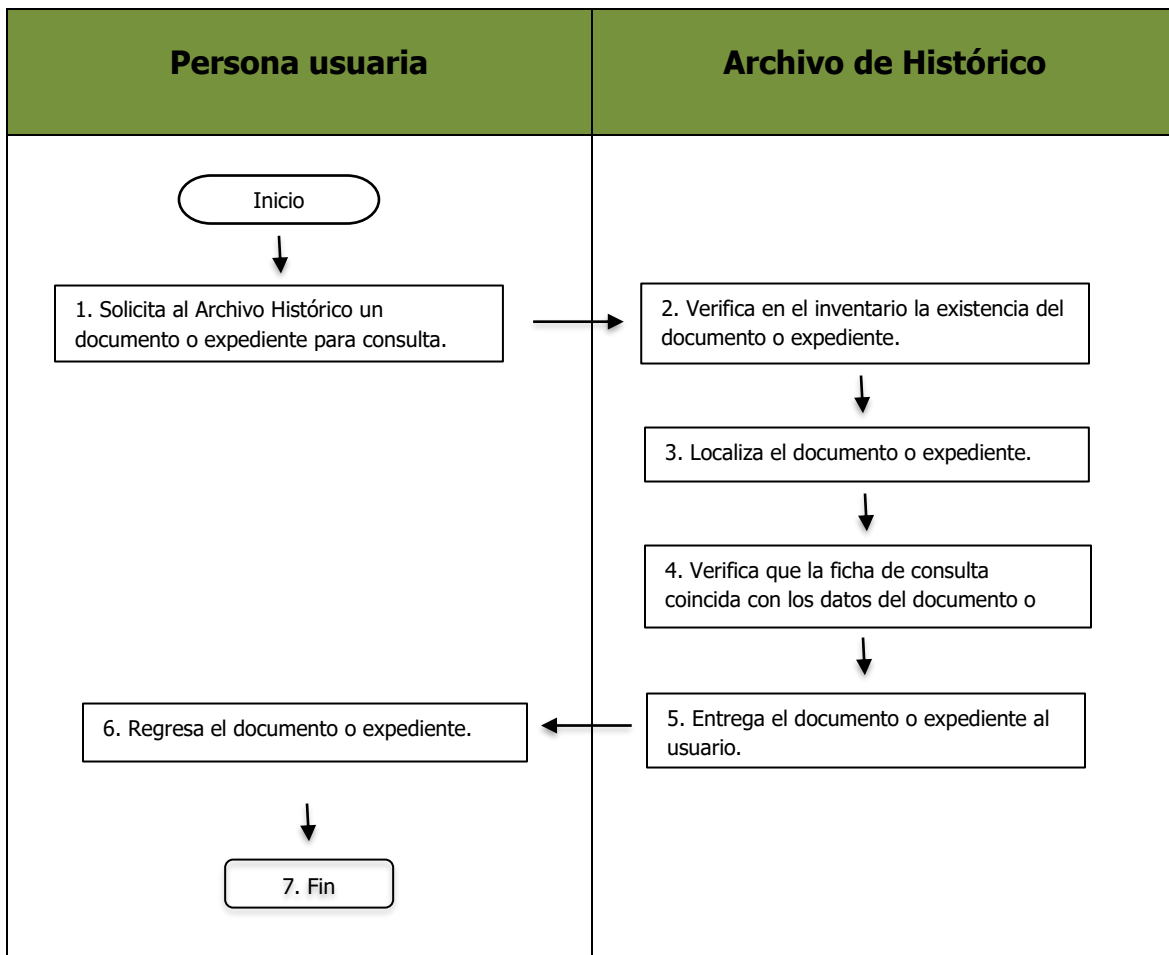 Persona usuaria
Archivo de Histórico
Inicio
1. Solicita al Archivo Histórico un
documento o expediente para consulta.
2. Verifica en el inventario la existencia del
documento o expediente.
3. Localiza el documento o expediente.
4. Verifica que la ficha de consulta
coincida con los datos del documento o
5. Entrega el documento o expediente al
usuario.
6. Regresa el documento o expediente.
7. Fin